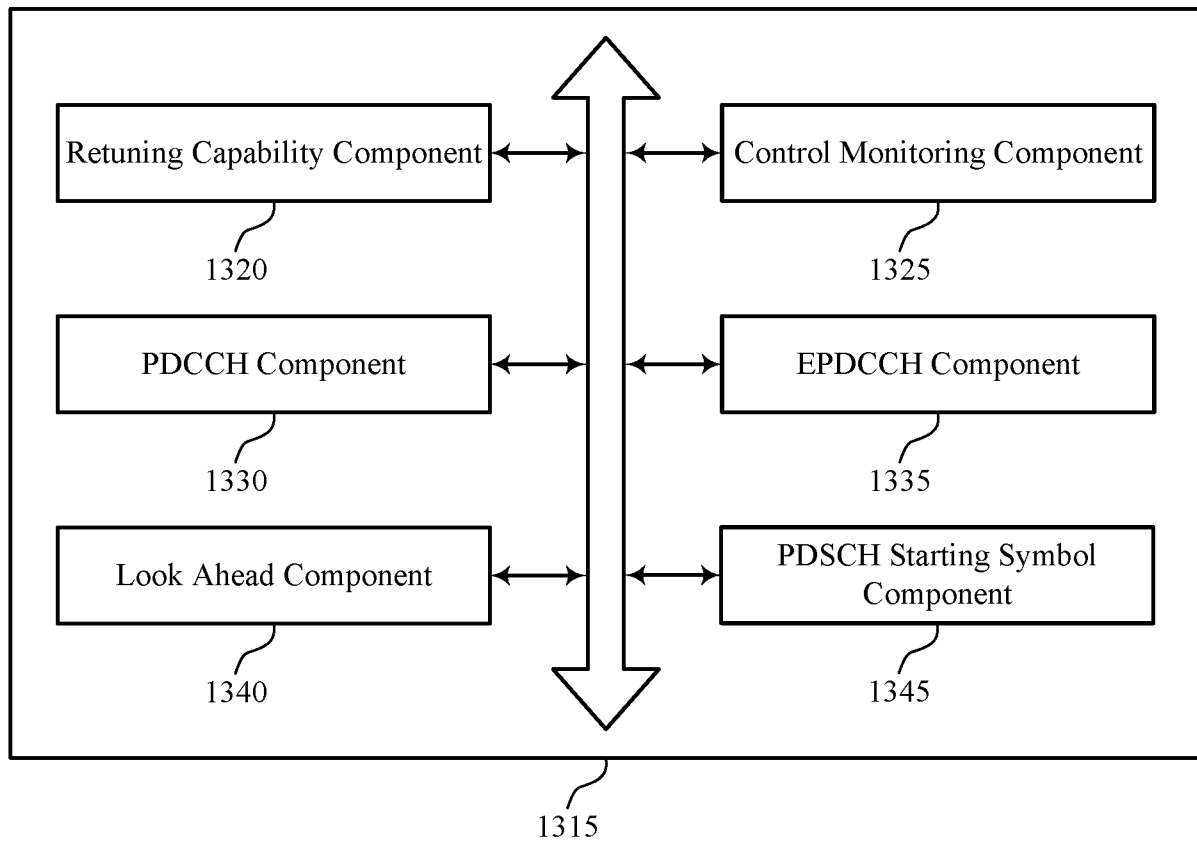 Retuning Capability Component
Control Monitoring Component
1320
1325
PDCCH Component
EPDCCH Component
1330
1335
Look Ahead Component
PDSCH Starting Symbol
Component
1340
1345
1315